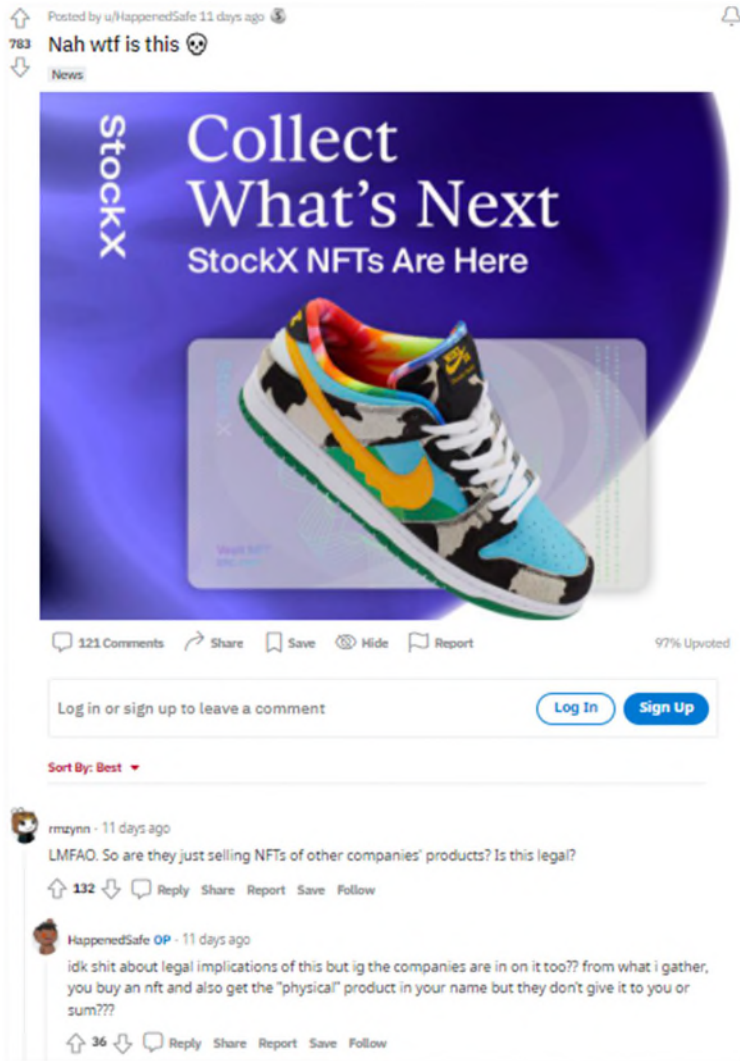 Posted by u/HappenedSafe 11 days ago
783
Nah wtf is this 💀
News
StockX
Collect
What's Next
StockX NFTs Are Here
121 Comments Share Save Hide Report 97% Upvoted
Log in or sign up to leave a comment Log In Sign Up
Sort By: Best
rmzynn · 11 days ago
LMFAO. So are they just selling NFTs of other companies' products? Is this legal?
132 Reply Share Report Save Follow
HappenedSafe OP · 11 days ago
idk shit about legal implications of this but ig the companies are in on it too?? from what i gather,
you buy an nft and also get the "physical" product in your name but they don't give it to you or
sum???
36 Reply Share Report Save Follow